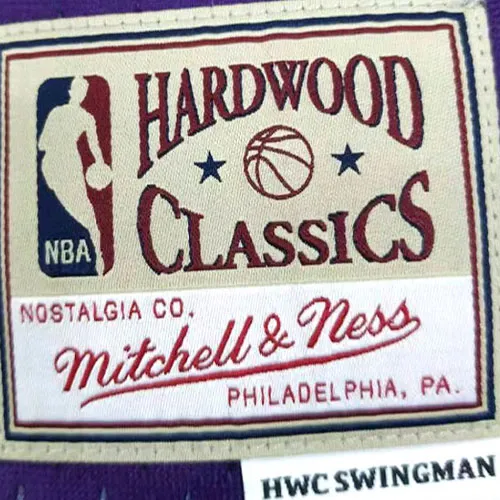 HARDWOOD
CLASSICS
NBA
NOSTALGIA CO.
Mitchell & Ness
PHILADELPHIA, PA.
HWC SWINGMAN